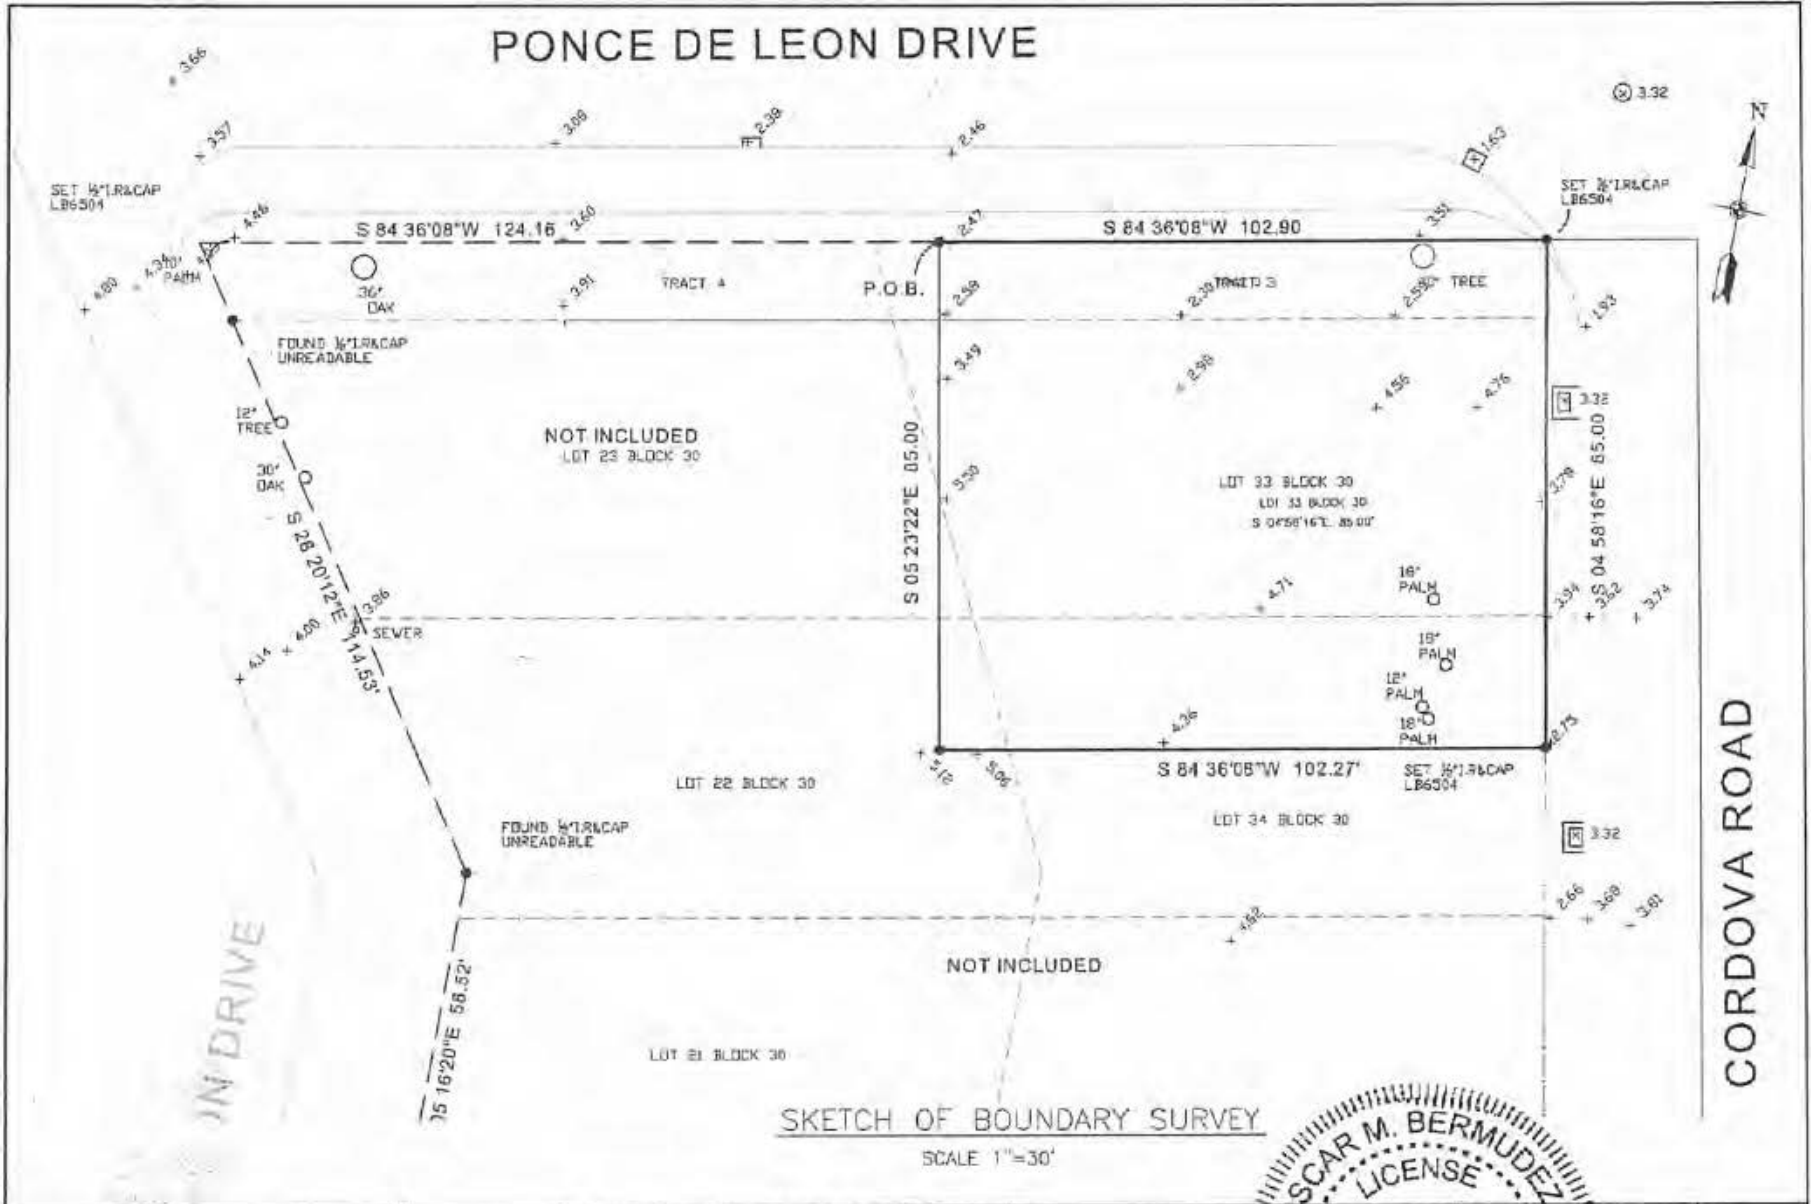 PONCE DE LEON DRIVE
3.66
3.32
3.57
3.09
2.38
2.46
1.63
N
SET ½"I.R&CAP
LB6504
SET ½"I.R&CAP
LB6504
4.46
S 84 36'08"W 124.16
3.60
2.47
S 84 36'08"W 102.90
3.51
PALM
4.80
36"
OAK
3.91
TRACT 4
P.O.B.
2.58
TREE
1.93
FOUND ½"I.R&CAP
UNREADABLE
3.49
2.98
4.56
4.76
3.32
12"
TREE
NOT INCLUDED
LOT 23 BLOCK 30
30"
OAK
S 05 23'22"E 85.00
5.50
LOT 33 BLOCK 30
LOT 33 BLOCK 30
S 04°58'16"E 85.00'
3.79
S 04 58'16"E 85.00
S 26 20'12"E 114.53'
3.86
SEWER
4.00
4.14
4.71
16"
PALM
3.94
3.62
3.74
18"
PALM
12"
PALM
18"
PALM
4.36
2.75
5.12
5.06
S 84 36'08"W 102.27'
SET ½"I.R&CAP
LB6504
LOT 22 BLOCK 30
LOT 34 BLOCK 30
3.32
FOUND ½"I.R&CAP
UNREADABLE
2.66
3.68
3.81
4.62
NOT INCLUDED
CORDOVA ROAD
IN DRIVE
05 16'20"E 58.52'
LOT 21 BLOCK 30
SKETCH OF BOUNDARY SURVEY
SCALE 1"=30'
SCAR M. BERMUDEZ
LICENSE